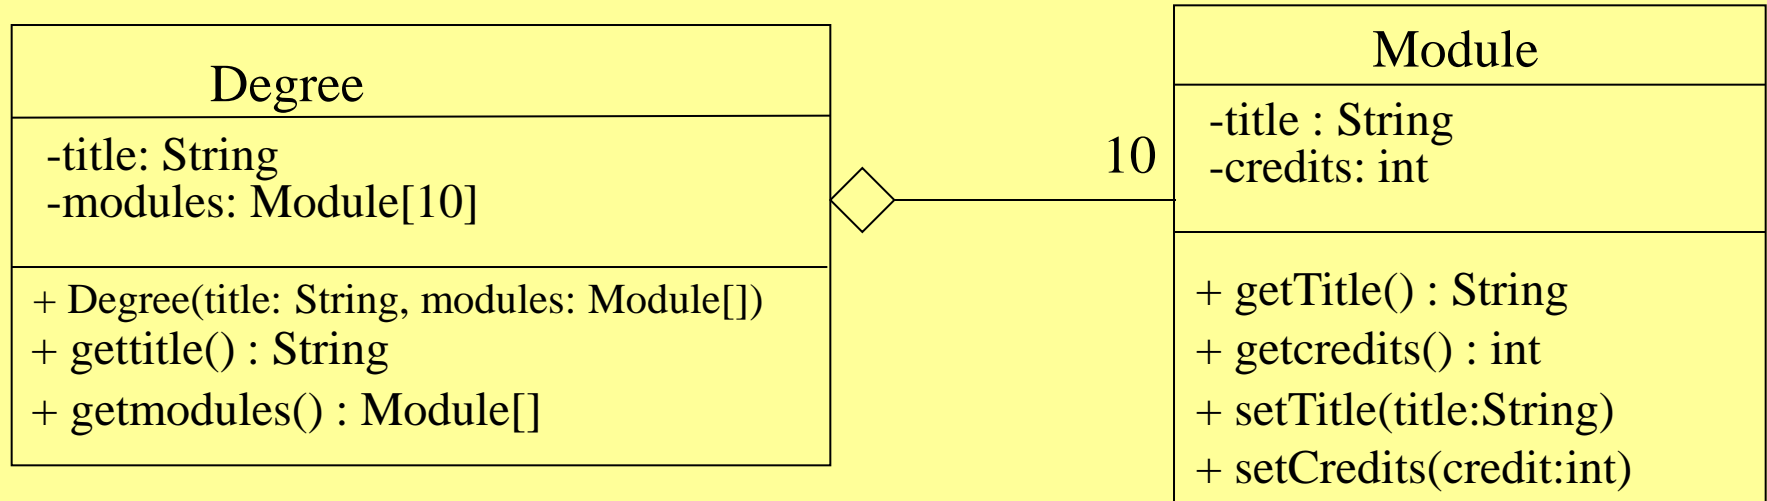 Degree
-title: String
-modules: Module[10]
+ Degree(title: String, modules: Module[])
+ gettitle() : String
+ getmodules() : Module[]
10
Module
-title : String
-credits: int
+ getTitle() : String
+ getcredits() : int
+ setTitle(title:String)
+ setCredits(credit:int)